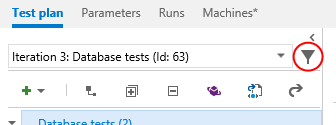 Test plan Parameters Runs Machines*
Iteration 3: Database tests (Id: 63)
Database tests (2)